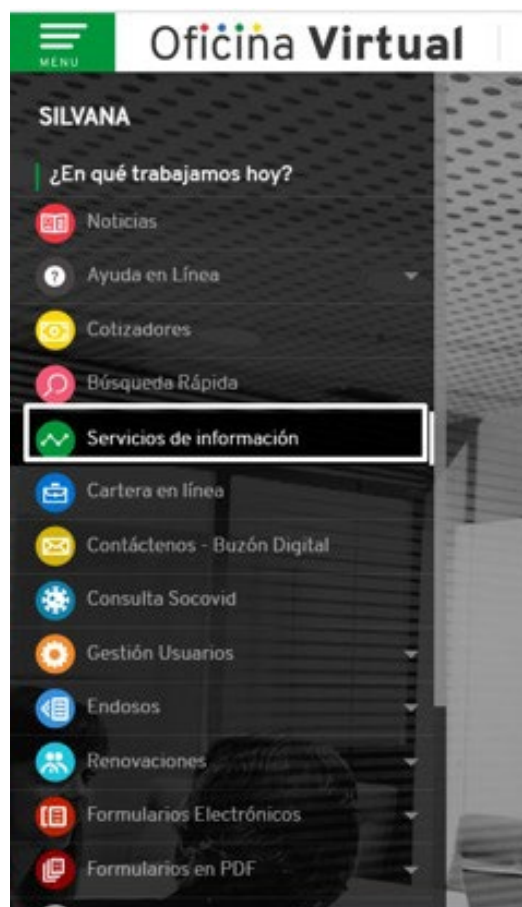 MENU
Oficina Virtual
SILVANA
¿En qué trabajamos hoy?
Noticias
Ayuda en Línea
Cotizadores
Búsqueda Rápida
Servicios de información
Cartera en línea
Contáctenos - Buzón Digital
Consulta Socovid
Gestión Usuarios
Endosos
Renovaciones
Formularios Electrónicos
Formularios en PDF